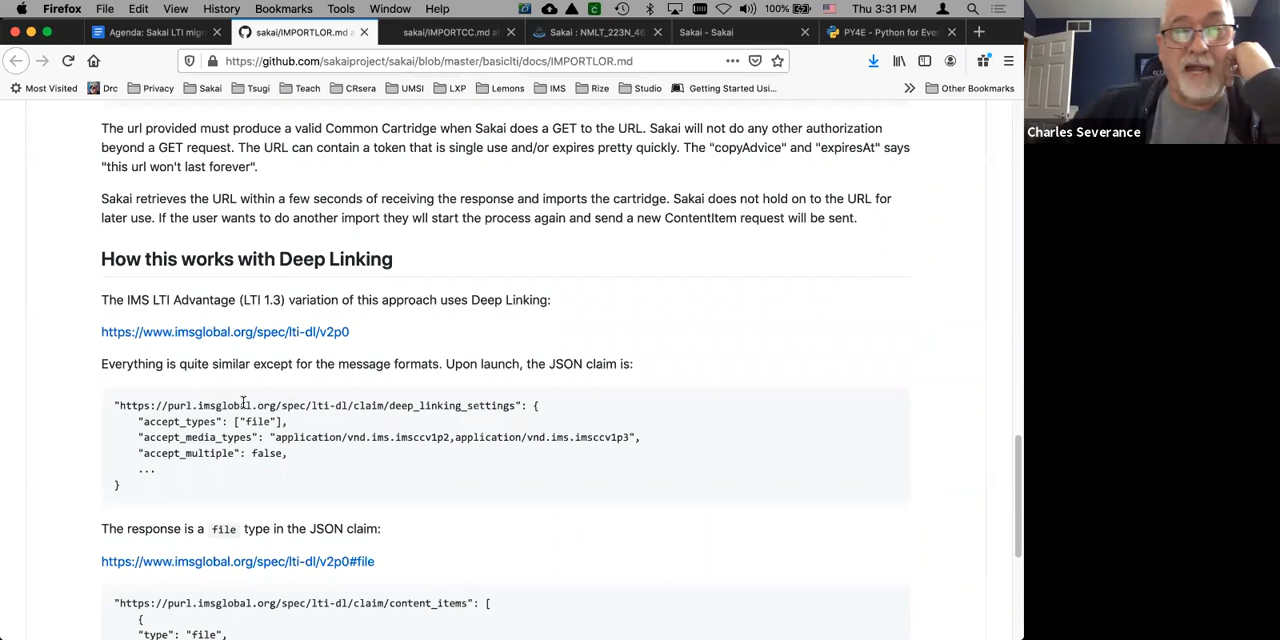 Firefox File Edit View History Bookmarks Tools Window Help 100% Thu 3:31 PM
Agenda: Sakai LTI migr × sakai/IMPORTLOR.md a × sakai/IMPORTCC.md at × Sakai : NMLT_223N_46 × Sakai - Sakai × PY4E - Python for Ever ×
https://github.com/sakaiproject/sakai/blob/master/basiclti/docs/IMPORTLOR.md
Most Visited Drc Privacy Sakai Tsugi Teach CRsera UMSI LXP Lemons IMS Rize Studio Getting Started Usi... Other Bookmarks
Charles Severance
The url provided must produce a valid Common Cartridge when Sakai does a GET to the URL. Sakai will not do any other authorization
beyond a GET request. The URL can contain a token that is single use and/or expires pretty quickly. The "copyAdvice" and "expiresAt" says
"this url won't last forever".
Sakai retrieves the URL within a few seconds of receiving the response and imports the cartridge. Sakai does not hold on to the URL for
later use. If the user wants to do another import they wll start the process again and send a new ContentItem request will be sent.
How this works with Deep Linking
The IMS LTI Advantage (LTI 1.3) variation of this approach uses Deep Linking:
https://www.imsglobal.org/spec/lti-dl/v2p0
Everything is quite similar except for the message formats. Upon launch, the JSON claim is:
"https://purl.imsglobal.org/spec/lti-dl/claim/deep_linking_settings": {
"accept_types": ["file"],
"accept_media_types": "application/vnd.ims.imsccv1p2,application/vnd.ims.imsccv1p3",
"accept_multiple": false,
...
}
The response is a file type in the JSON claim:
https://www.imsglobal.org/spec/lti-dl/v2p0#file
"https://purl.imsglobal.org/spec/lti-dl/claim/content_items": [
{
"type": "file",